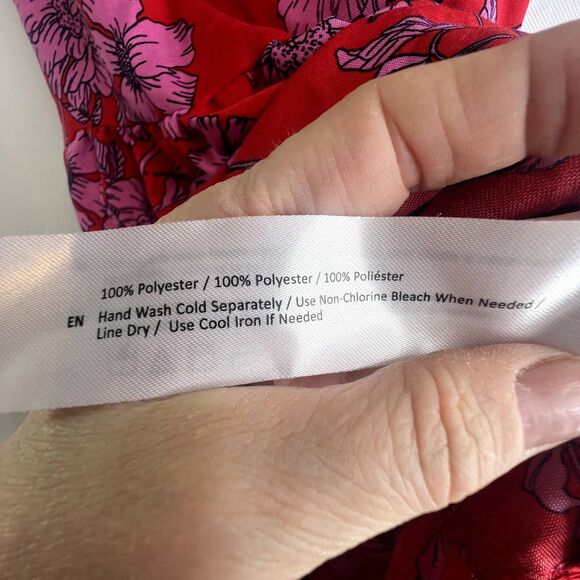 100% Polyester / 100% Polyester / 100% Poliéster
EN Hand Wash Cold Separately / Use Non-Chlorine Bleach When Needed /
Line Dry / Use Cool Iron If Needed